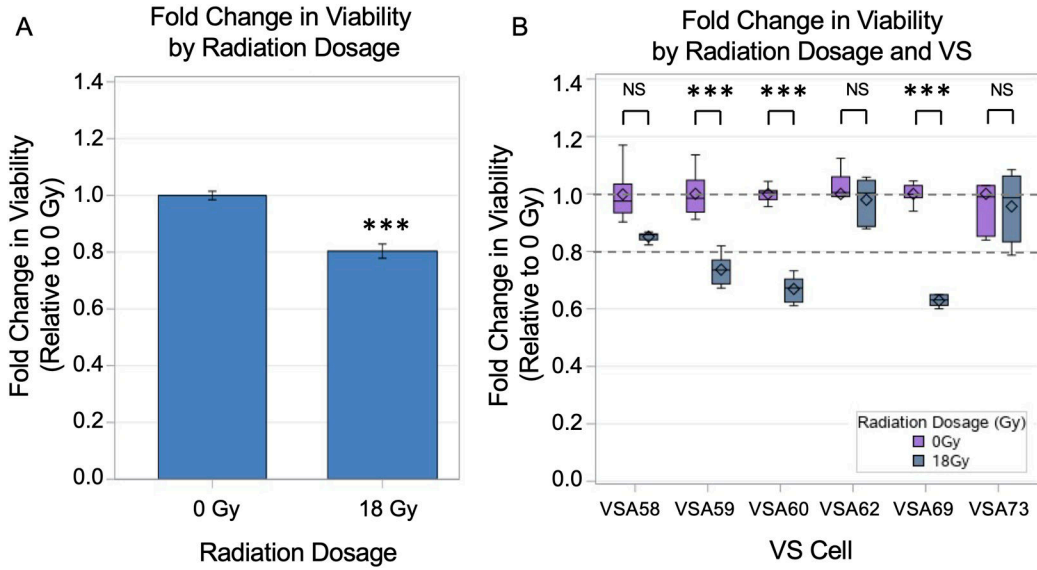 A
Fold Change in Viability
by Radiation Dosage
Fold Change in Viability
(Relative to 0 Gy)
1.4
1.2
1.0
0.8
0.6
0.4
0.2
0.0
***
0 Gy
18 Gy
Radiation Dosage
B
Fold Change in Viability
by Radiation Dosage and VS
Fold Change in Viability
(Relative to 0 Gy)
1.4
1.2
1.0
0.8
0.6
0.4
0.2
0.0
NS
***
***
NS
***
NS
Radiation Dosage (Gy)
0Gy
18Gy
VSA58
VSA59
VSA60
VSA62
VSA69
VSA73
VS Cell